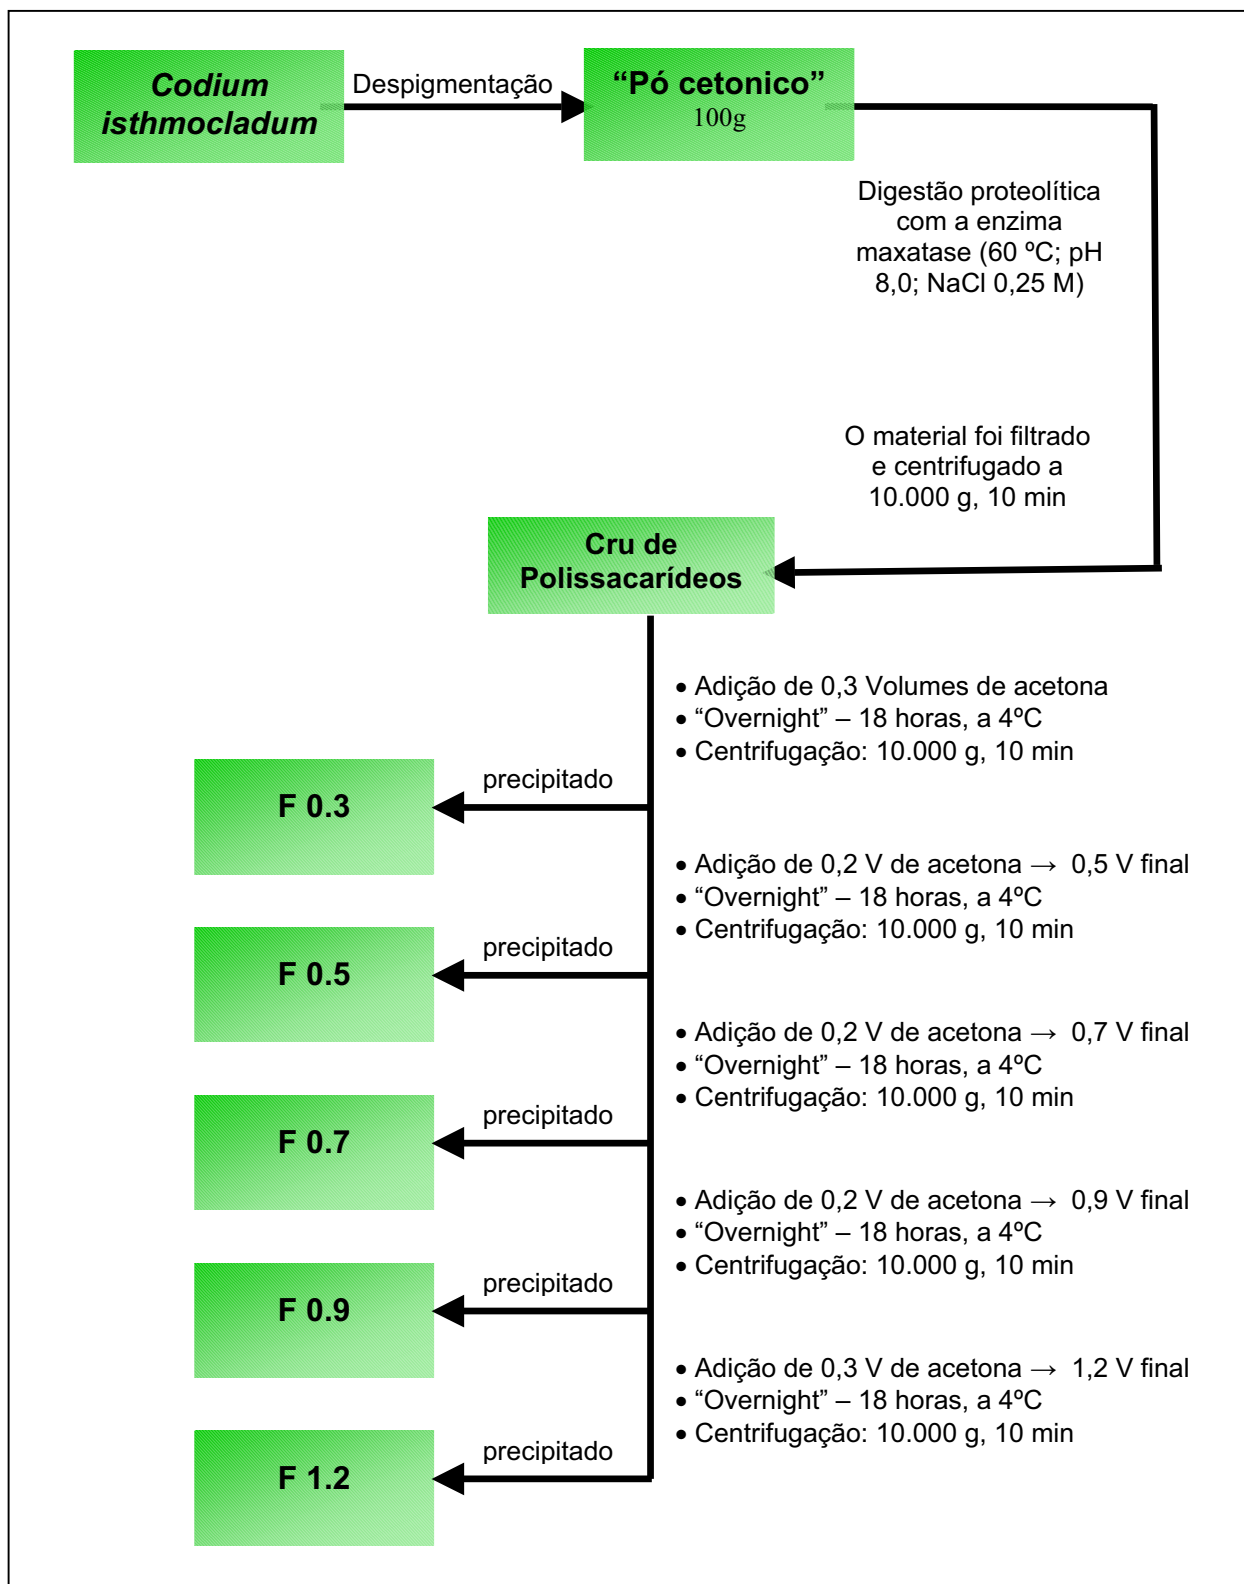 Codium
isthmocladum
Despigmentação
“Pó cetonico”
100g
Digestão proteolítica
com a enzima
maxatase (60 ºC; pH
8,0; NaCl 0,25 M)
O material foi filtrado
e centrifugado a
10.000 g, 10 min
Cru de
Polissacarídeos
• Adição de 0,3 Volumes de acetona
• “Overnight” – 18 horas, a 4ºC
• Centrifugação: 10.000 g, 10 min
precipitado
F 0.3
• Adição de 0,2 V de acetona → 0,5 V final
• “Overnight” – 18 horas, a 4ºC
• Centrifugação: 10.000 g, 10 min
precipitado
F 0.5
• Adição de 0,2 V de acetona → 0,7 V final
• “Overnight” – 18 horas, a 4ºC
• Centrifugação: 10.000 g, 10 min
precipitado
F 0.7
• Adição de 0,2 V de acetona → 0,9 V final
• “Overnight” – 18 horas, a 4ºC
• Centrifugação: 10.000 g, 10 min
precipitado
F 0.9
• Adição de 0,3 V de acetona → 1,2 V final
• “Overnight” – 18 horas, a 4ºC
• Centrifugação: 10.000 g, 10 min
precipitado
F 1.2